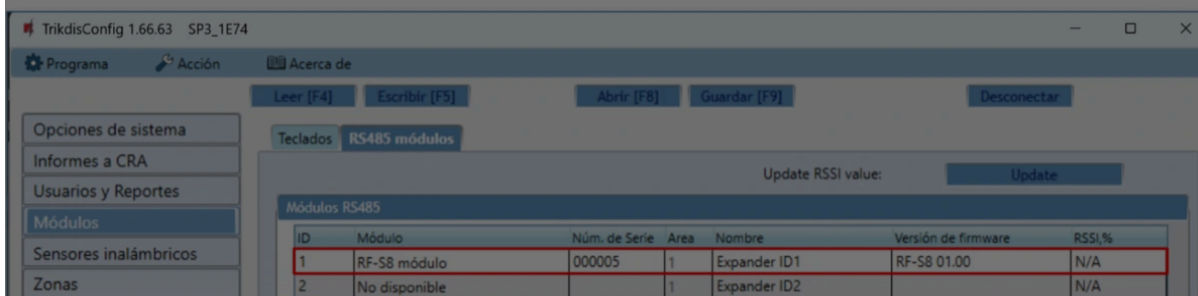 TrikdisConfig 1.66.63 SP3_1E74
Programa Acción Acerca de
Leer [F4] Escribir [F5] Abrir [F8] Guardar [F9] Desconectar
Opciones de sistema
Teclados RS485 módulos
Informes a CRA
Update RSSI value: Update
Usuarios y Reportes
Módulos RS485
Módulos
ID Módulo Núm. de Serie Area Nombre Versión de firmware RSSI,%
Sensores inalámbricos
1 RF-S8 módulo 000005 1 Expander ID1 RF-S8 01.00 N/A
Zonas
2 No disponible 1 Expander ID2 N/A